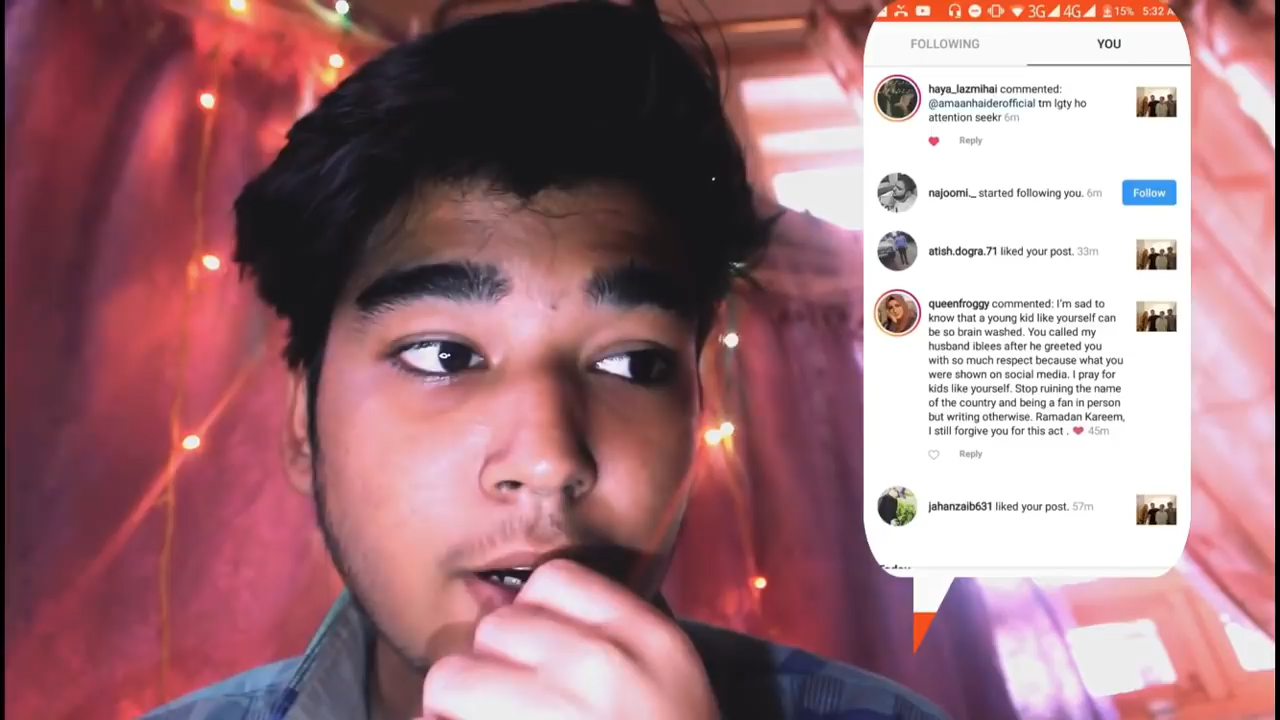 3G 4G 15% 5:32 A
FOLLOWING YOU
haya_lazmihai commented:
@amaanhaiderofficial tm lgty ho
attention seekr 6m
Reply
najoomi._ started following you. 6m
Follow
atish.dogra.71 liked your post. 33m
queenfroggy commented: I'm sad to
know that a young kid like yourself can
be so brain washed. You called my
husband iblees after he greeted you
with so much respect because what you
were shown on social media. I pray for
kids like yourself. Stop ruining the name
of the country and being a fan in person
but writing otherwise. Ramadan Kareem,
I still forgive you for this act . ❤ 45m
Reply
jahanzaib631 liked your post. 57m